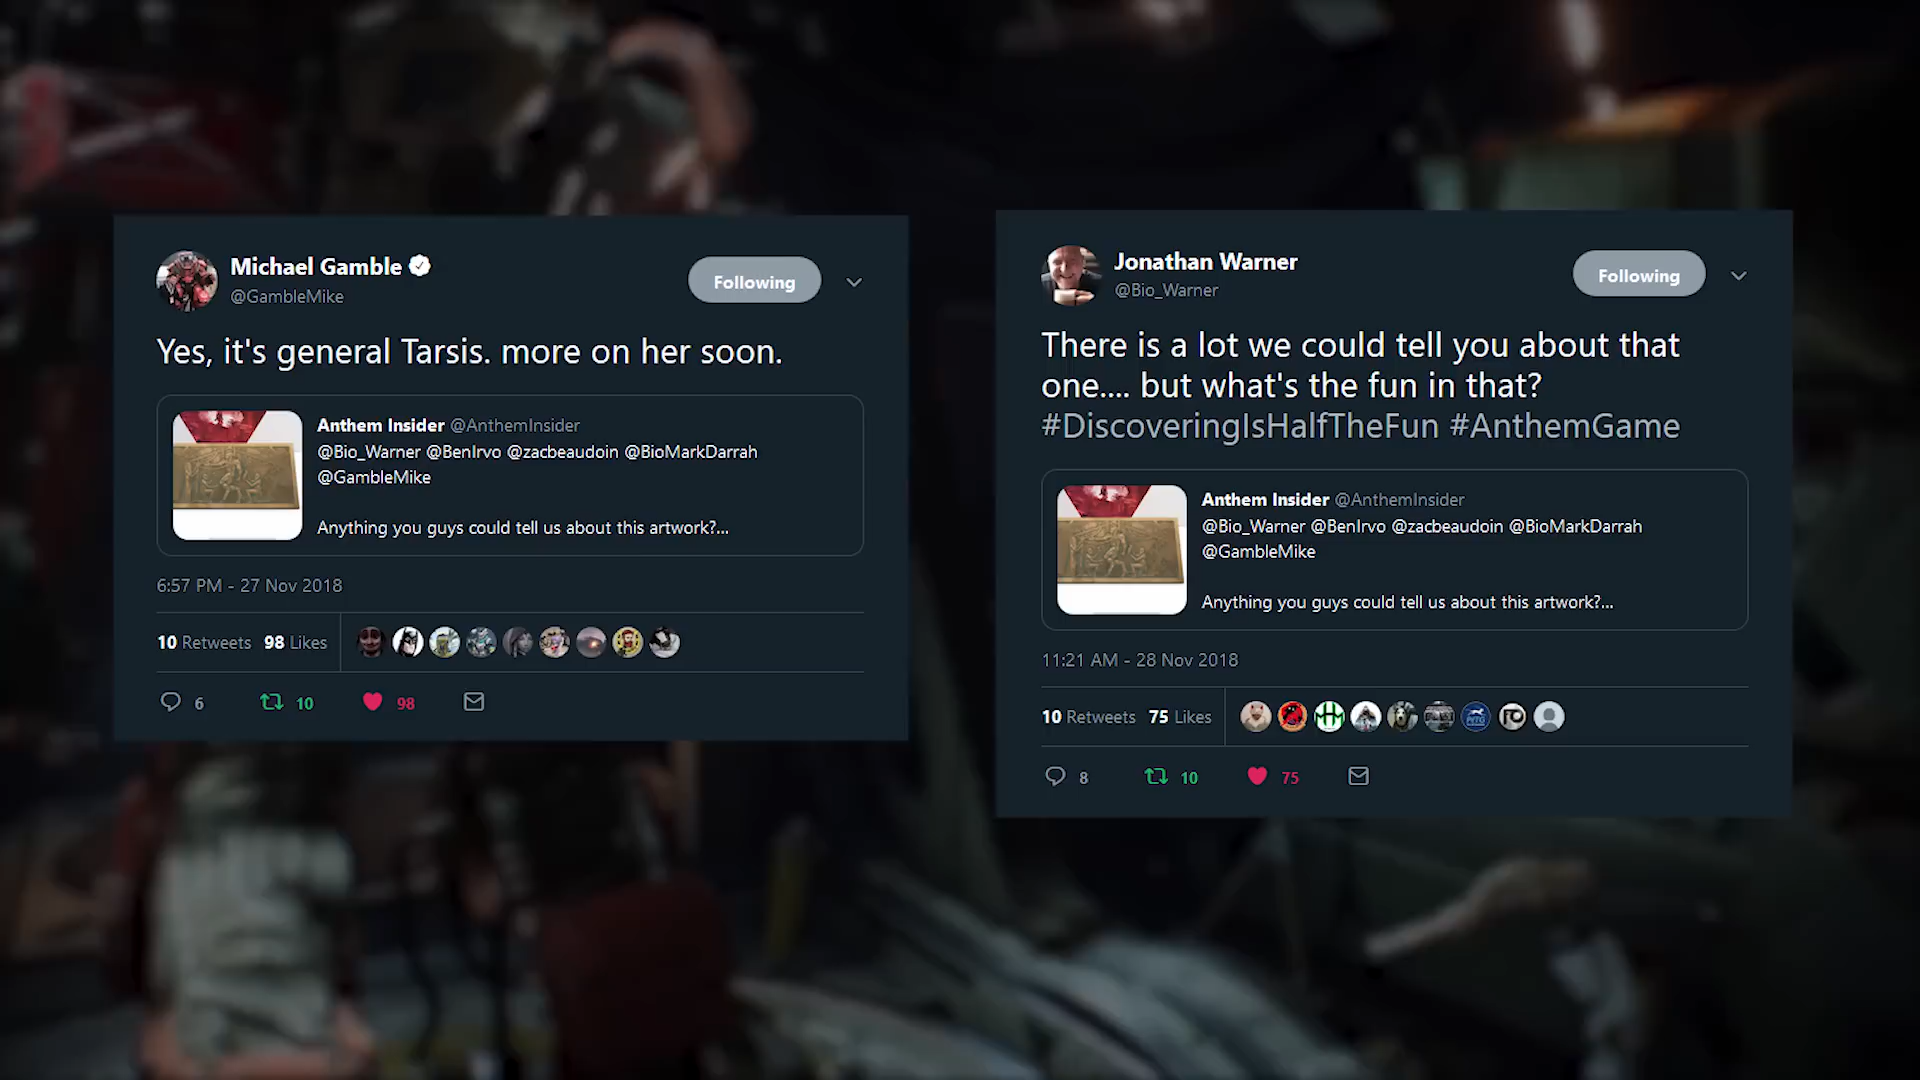 Michael Gamble
@GambleMike
Following
Yes, it's general Tarsis. more on her soon.
Anthem Insider @AnthemInsider
@Bio_Warner @BenIrvo @zacbeaudoin @BioMarkDarrah
@GambleMike
Anything you guys could tell us about this artwork?...
6:57 PM - 27 Nov 2018
10 Retweets 98 Likes
6 10 98
Jonathan Warner
@Bio_Warner
Following
There is a lot we could tell you about that
one.... but what's the fun in that?
#DiscoveringIsHalfTheFun #AnthemGame
Anthem Insider @AnthemInsider
@Bio_Warner @BenIrvo @zacbeaudoin @BioMarkDarrah
@GambleMike
Anything you guys could tell us about this artwork?...
11:21 AM - 28 Nov 2018
10 Retweets 75 Likes
8 10 75